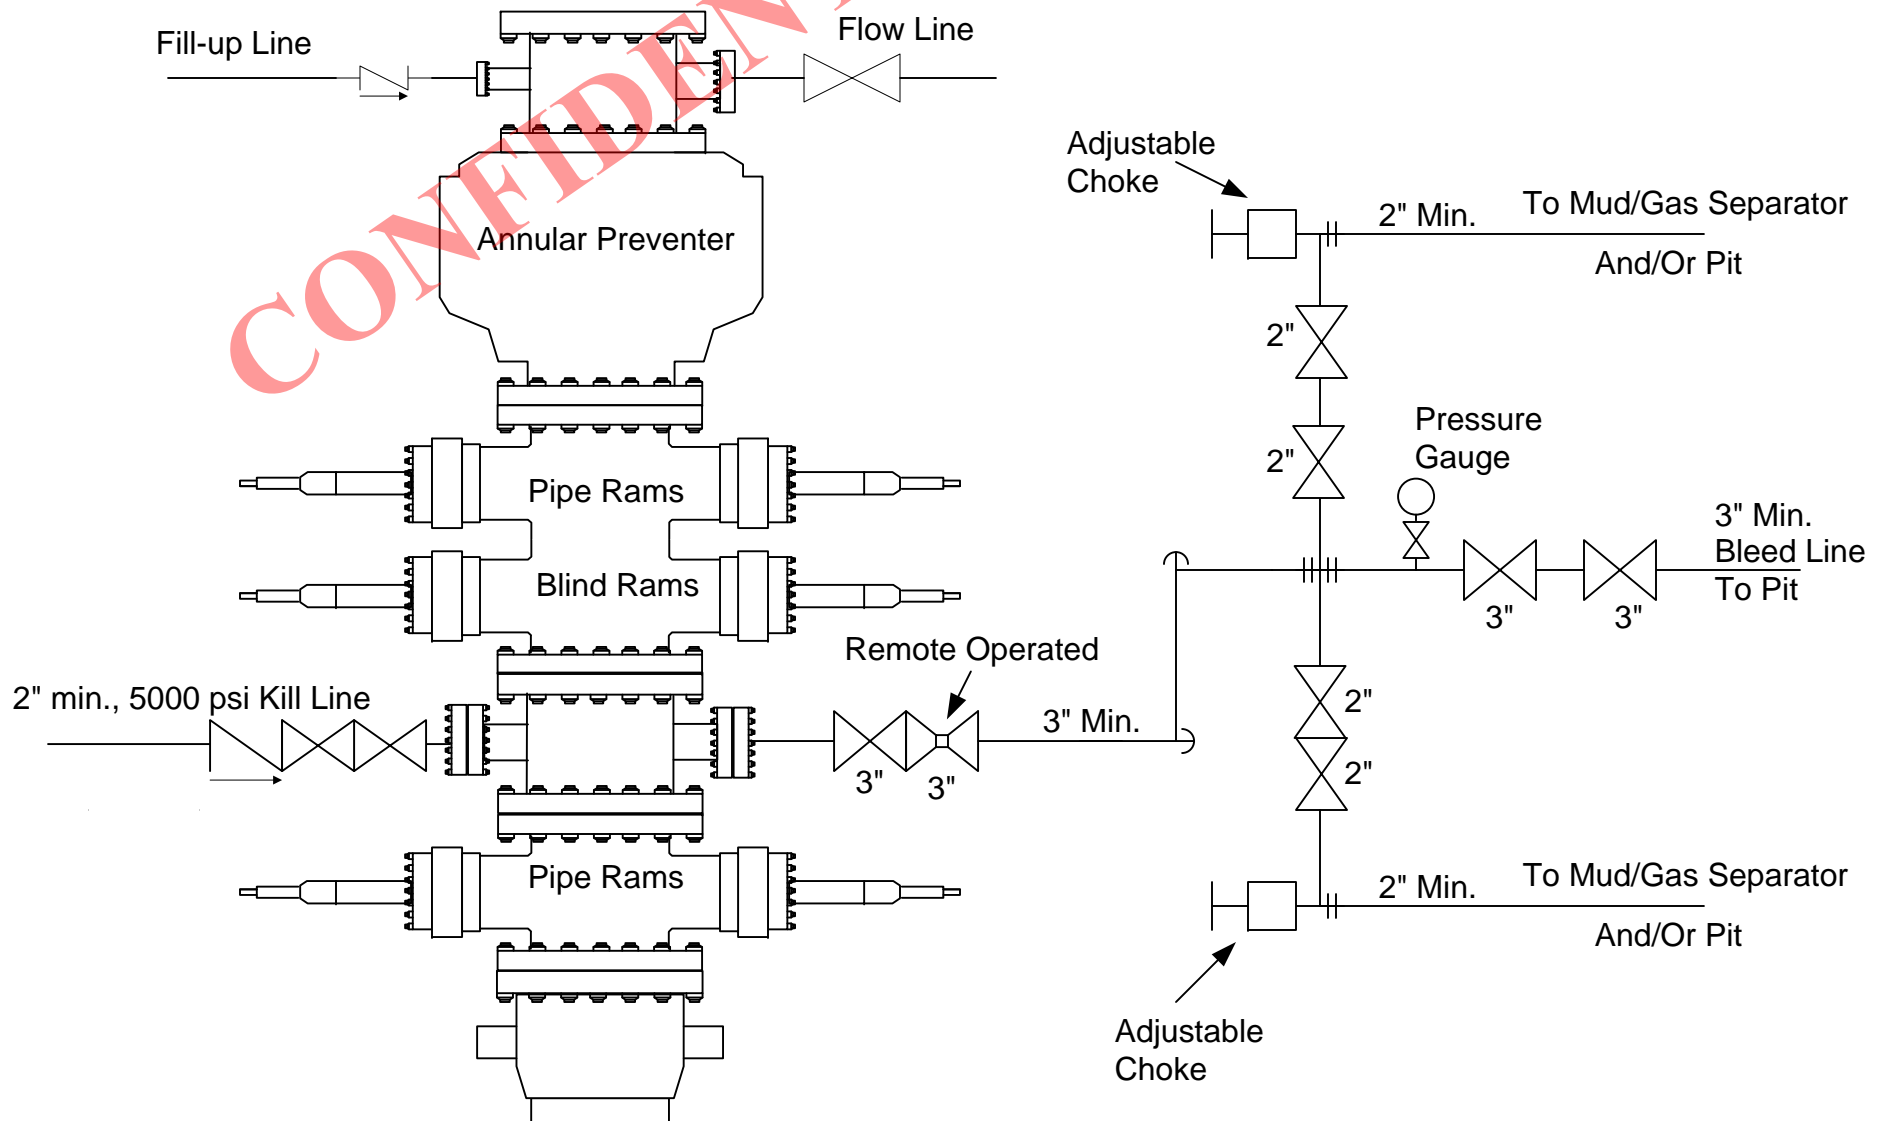 Fill-up Line
Flow Line
CONFIDEN
Adjustable
Choke
2" Min.
To Mud/Gas Separator
And/Or Pit
Annular Preventer
2"
Pressure
Gauge
2"
Pipe Rams
3" Min.
Bleed Line
To Pit
Blind Rams
3"
3"
Remote Operated
2" min., 5000 psi Kill Line
3" Min.
2"
3"
3"
2"
Pipe Rams
2" Min.
To Mud/Gas Separator
And/Or Pit
Adjustable
Choke